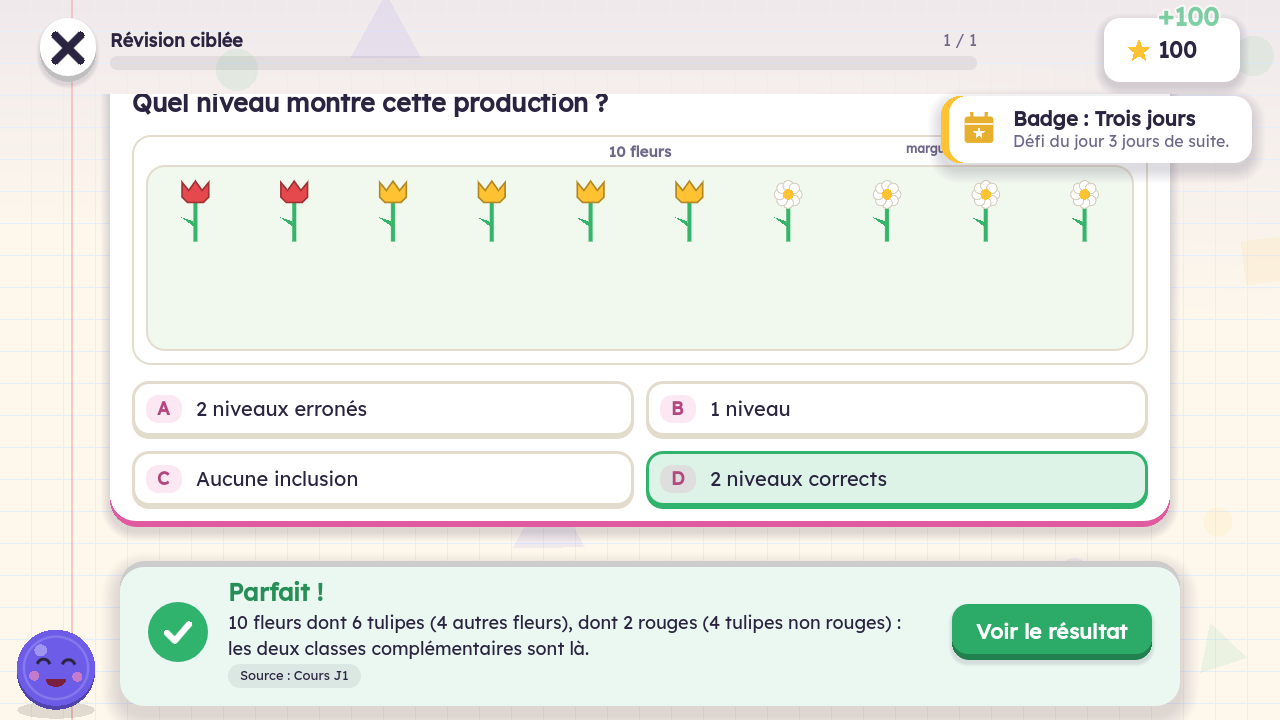 +100
Révision ciblée
1 / 1
100
Quel niveau montre cette production ?
Badge : Trois jours
Défi du jour 3 jours de suite.
10 fleurs
A 2 niveaux erronés
B 1 niveau
C Aucune inclusion
D 2 niveaux corrects
Parfait !
10 fleurs dont 6 tulipes (4 autres fleurs), dont 2 rouges (4 tulipes non rouges) :
les deux classes complémentaires sont là.
Source : Cours J1
Voir le résultat